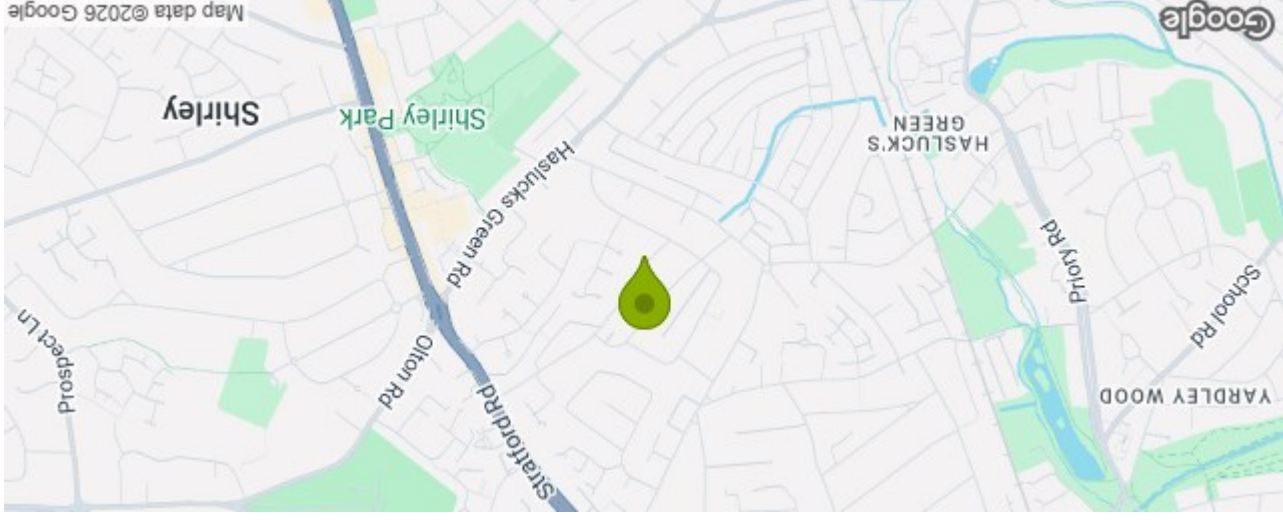 YARDLEY WOOD
School Rd
Priory Rd
HASLUCK'S
GREEN
Stratford Rd
Olton Rd
Prospect Ln
Haslucks Green Rd
Shirley Park
Shirley
Google
Map data ©2026 Google